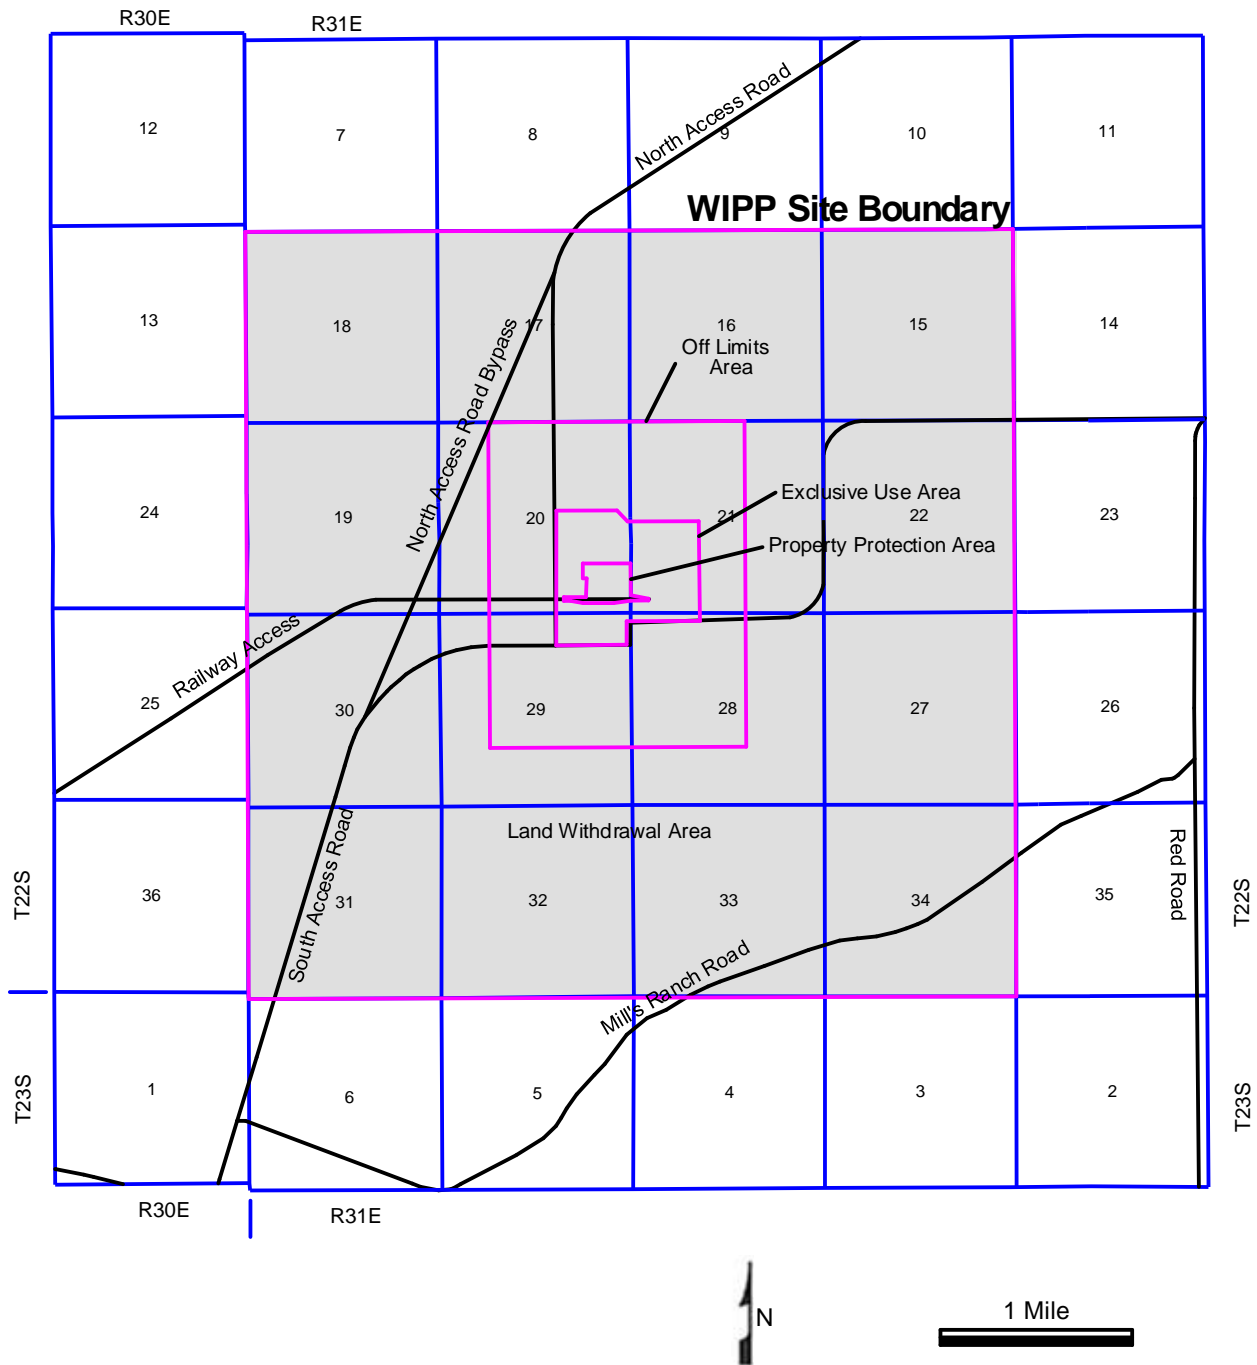 R30E
R31E
12
7
8
9
10
11
North Access Road
WIPP Site Boundary
13
18
17
16
15
14
Off Limits
Area
North Access Road Bypass
24
19
20
21
22
23
Exclusive Use Area
Property Protection Area
Railway Access
25
30
29
28
27
26
Land Withdrawal Area
South Access Road
Red Road
T22S
36
31
32
33
34
35
T22S
Mill's Ranch Road
T23S
1
6
5
4
3
2
T23S
R30E
R31E
N
1 Mile